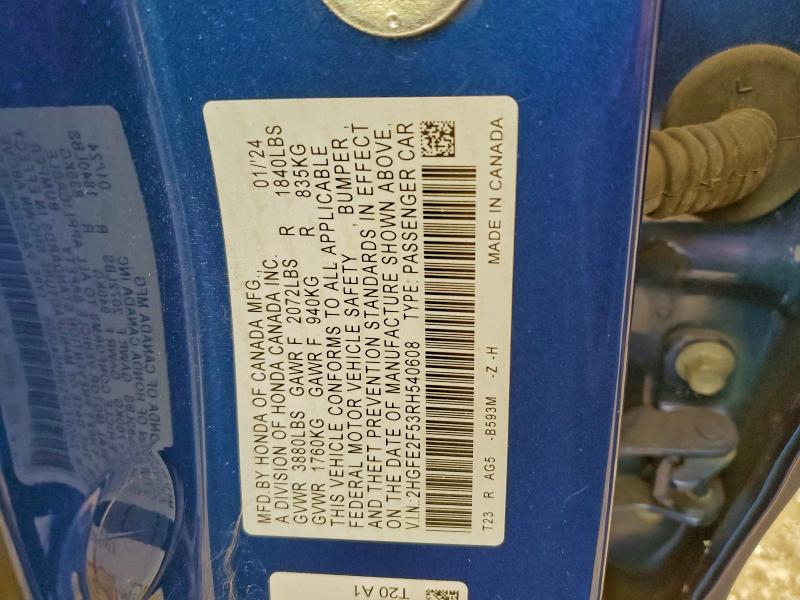 MFD.BY HONDA OF CANADA MFG., 01/'24
A DIVISION OF HONDA CANADA INC.
GVWR 3880LBS GAWR F 2072LBS R 1840LBS
GVWR 1760KG GAWR F 940KG R 835KG
THIS VEHICLE CONFORMS TO ALL APPLICABLE
FEDERAL MOTOR VEHICLE SAFETY , BUMPER ,
AND THEFT PREVENTION STANDARDS IN EFFECT
ON THE DATE OF MANUFACTURE SHOWN ABOVE.
V.I.N.:2HGFE2F53RH540608 TYPE: PASSENGER CAR
T23 R AG5 -B593M -Z -H MADE IN CANADA
T20 A1
L